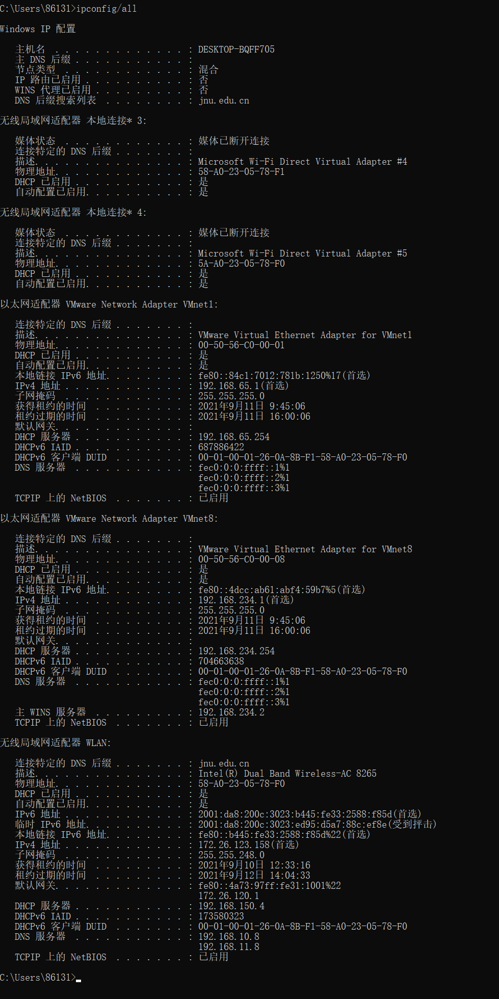 C:\Users\86131>ipconfig/all
Windows IP 配置
主机名 . . . . . . . . . . . . . : DESKTOP-BQFF705
主 DNS 后缀 . . . . . . . . . . . :
节点类型 . . . . . . . . . . . . : 混合
IP 路由已启用 . . . . . . . . . . : 否
WINS 代理已启用 . . . . . . . . . : 否
DNS 后缀搜索列表 . . . . . . . . : jnu.edu.cn
无线局域网适配器 本地连接* 3:
媒体状态 . . . . . . . . . . . . : 媒体已断开连接
连接特定的 DNS 后缀 . . . . . . . :
描述. . . . . . . . . . . . . . . : Microsoft Wi-Fi Direct Virtual Adapter #4
物理地址. . . . . . . . . . . . . : 58-A0-23-05-78-F1
DHCP 已启用 . . . . . . . . . . . : 是
自动配置已启用. . . . . . . . . . : 是
无线局域网适配器 本地连接* 4:
媒体状态 . . . . . . . . . . . . : 媒体已断开连接
连接特定的 DNS 后缀 . . . . . . . :
描述. . . . . . . . . . . . . . . : Microsoft Wi-Fi Direct Virtual Adapter #5
物理地址. . . . . . . . . . . . . : 5A-A0-23-05-78-F0
DHCP 已启用 . . . . . . . . . . . : 是
自动配置已启用. . . . . . . . . . : 是
以太网适配器 VMware Network Adapter VMnet1:
连接特定的 DNS 后缀 . . . . . . . :
描述. . . . . . . . . . . . . . . : VMware Virtual Ethernet Adapter for VMnet1
物理地址. . . . . . . . . . . . . : 00-50-56-C0-00-01
DHCP 已启用 . . . . . . . . . . . : 是
自动配置已启用. . . . . . . . . . : 是
本地链接 IPv6 地址. . . . . . . . : fe80::84c1:7012:781b:1250%17(首选)
IPv4 地址 . . . . . . . . . . . . : 192.168.65.1(首选)
子网掩码 . . . . . . . . . . . . : 255.255.255.0
获得租约的时间 . . . . . . . . . : 2021年9月11日 9:45:06
租约过期的时间 . . . . . . . . . : 2021年9月11日 16:00:06
默认网关. . . . . . . . . . . . . :
DHCP 服务器 . . . . . . . . . . . : 192.168.65.254
DHCPv6 IAID . . . . . . . . . . . : 687886422
DHCPv6 客户端 DUID . . . . . . . : 00-01-00-01-26-0A-8B-F1-58-A0-23-05-78-F0
DNS 服务器 . . . . . . . . . . . : fec0:0:0:ffff::1%1
fec0:0:0:ffff::2%1
fec0:0:0:ffff::3%1
TCPIP 上的 NetBIOS . . . . . . . : 已启用
以太网适配器 VMware Network Adapter VMnet8:
连接特定的 DNS 后缀 . . . . . . . :
描述. . . . . . . . . . . . . . . : VMware Virtual Ethernet Adapter for VMnet8
物理地址. . . . . . . . . . . . . : 00-50-56-C0-00-08
DHCP 已启用 . . . . . . . . . . . : 是
自动配置已启用. . . . . . . . . . : 是
本地链接 IPv6 地址. . . . . . . . : fe80::4dcc:ab61:abf4:59b7%5(首选)
IPv4 地址 . . . . . . . . . . . . : 192.168.234.1(首选)
子网掩码 . . . . . . . . . . . . : 255.255.255.0
获得租约的时间 . . . . . . . . . : 2021年9月11日 9:45:06
租约过期的时间 . . . . . . . . . : 2021年9月11日 16:00:06
默认网关. . . . . . . . . . . . . :
DHCP 服务器 . . . . . . . . . . . : 192.168.234.254
DHCPv6 IAID . . . . . . . . . . . : 704663638
DHCPv6 客户端 DUID . . . . . . . : 00-01-00-01-26-0A-8B-F1-58-A0-23-05-78-F0
DNS 服务器 . . . . . . . . . . . : fec0:0:0:ffff::1%1
fec0:0:0:ffff::2%1
fec0:0:0:ffff::3%1
主 WINS 服务器 . . . . . . . . . : 192.168.234.2
TCPIP 上的 NetBIOS . . . . . . . : 已启用
无线局域网适配器 WLAN:
连接特定的 DNS 后缀 . . . . . . . : jnu.edu.cn
描述. . . . . . . . . . . . . . . : Intel(R) Dual Band Wireless-AC 8265
物理地址. . . . . . . . . . . . . : 58-A0-23-05-78-F0
DHCP 已启用 . . . . . . . . . . . : 是
自动配置已启用. . . . . . . . . . : 是
IPv6 地址 . . . . . . . . . . . . : 2001:da8:200c:3023:b445:fe33:2588:f85d(首选)
临时 IPv6 地址. . . . . . . . . . : 2001:da8:200c:3023:ed95:d5a7:88c:ef8e(受到抨击)
本地链接 IPv6 地址. . . . . . . . : fe80::b445:fe33:2588:f85d%22(首选)
IPv4 地址 . . . . . . . . . . . . : 172.26.123.158(首选)
子网掩码 . . . . . . . . . . . . : 255.255.248.0
获得租约的时间 . . . . . . . . . : 2021年9月10日 12:33:16
租约过期的时间 . . . . . . . . . : 2021年9月12日 14:04:33
默认网关. . . . . . . . . . . . . : fe80::4a73:97ff:fe31:1001%22
172.26.120.1
DHCP 服务器 . . . . . . . . . . . : 192.168.150.4
DHCPv6 IAID . . . . . . . . . . . : 173580323
DHCPv6 客户端 DUID . . . . . . . : 00-01-00-01-26-0A-8B-F1-58-A0-23-05-78-F0
DNS 服务器 . . . . . . . . . . . : 192.168.10.8
192.168.11.8
TCPIP 上的 NetBIOS . . . . . . . : 已启用
C:\Users\86131>